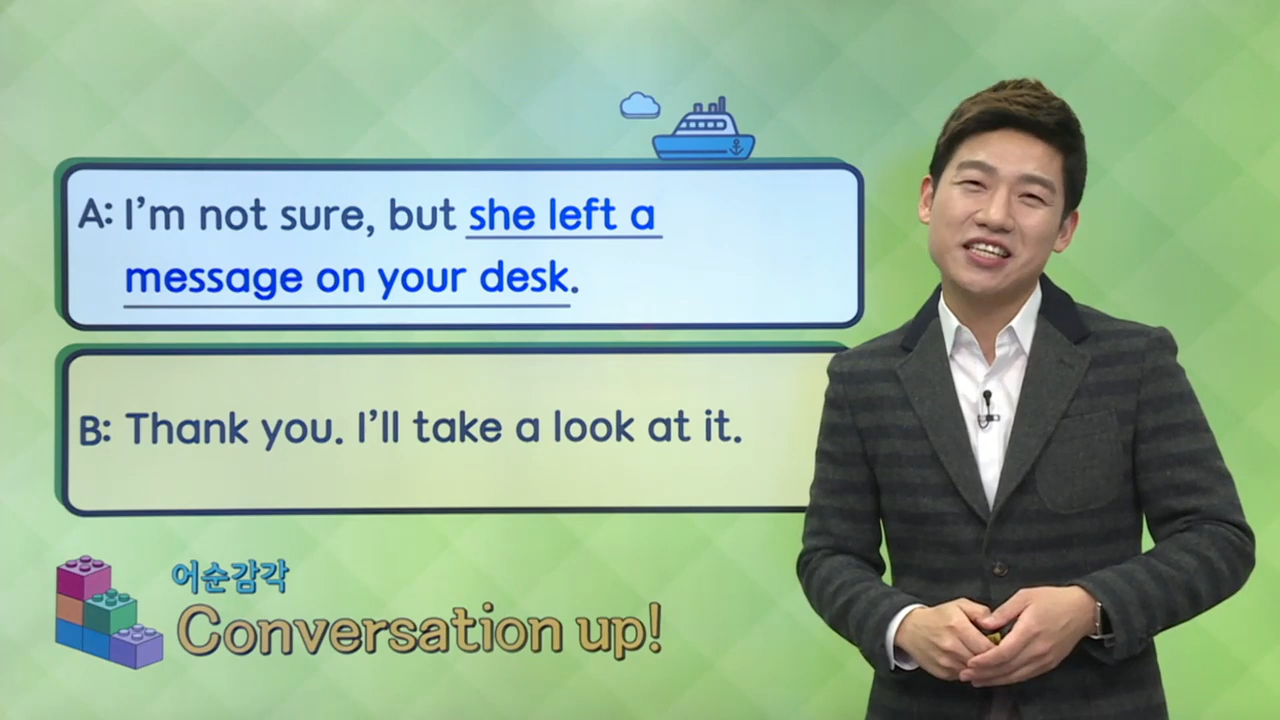 A: I'm not sure, but she left a
message on your desk.
B: Thank you. I'll take a look at it.
어순감각
Conversation up!